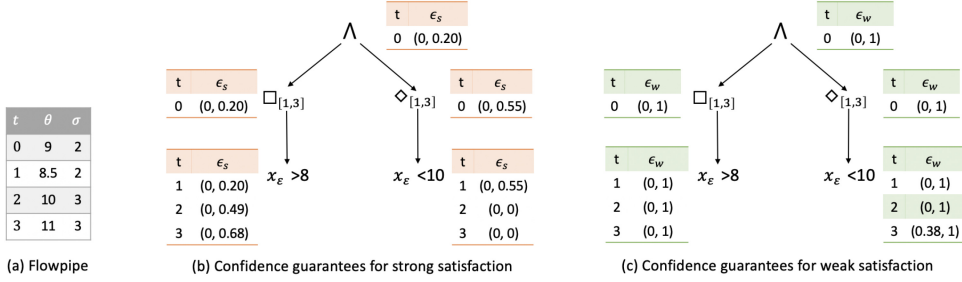 t θ σ
0 9 2
1 8.5 2
2 10 3
3 11 3
(a) Flowpipe
t ϵₛ
0 (0, 0.20)
∧
t ϵₛ
0 (0, 0.20)
□[1,3]
◇[1,3]
t ϵₛ
0 (0, 0.55)
t ϵₛ
1 (0, 0.20)
2 (0, 0.49)
3 (0, 0.68)
xε >8
xε <10
t ϵₛ
1 (0, 0.55)
2 (0, 0)
3 (0, 0)
(b) Confidence guarantees for strong satisfaction
t ϵw
0 (0, 1)
∧
t ϵw
0 (0, 1)
□[1,3]
◇[1,3]
t ϵw
0 (0, 1)
t ϵw
1 (0, 1)
2 (0, 1)
3 (0, 1)
xε >8
xε <10
t ϵw
1 (0, 1)
2 (0, 1)
3 (0.38, 1)
(c) Confidence guarantees for weak satisfaction